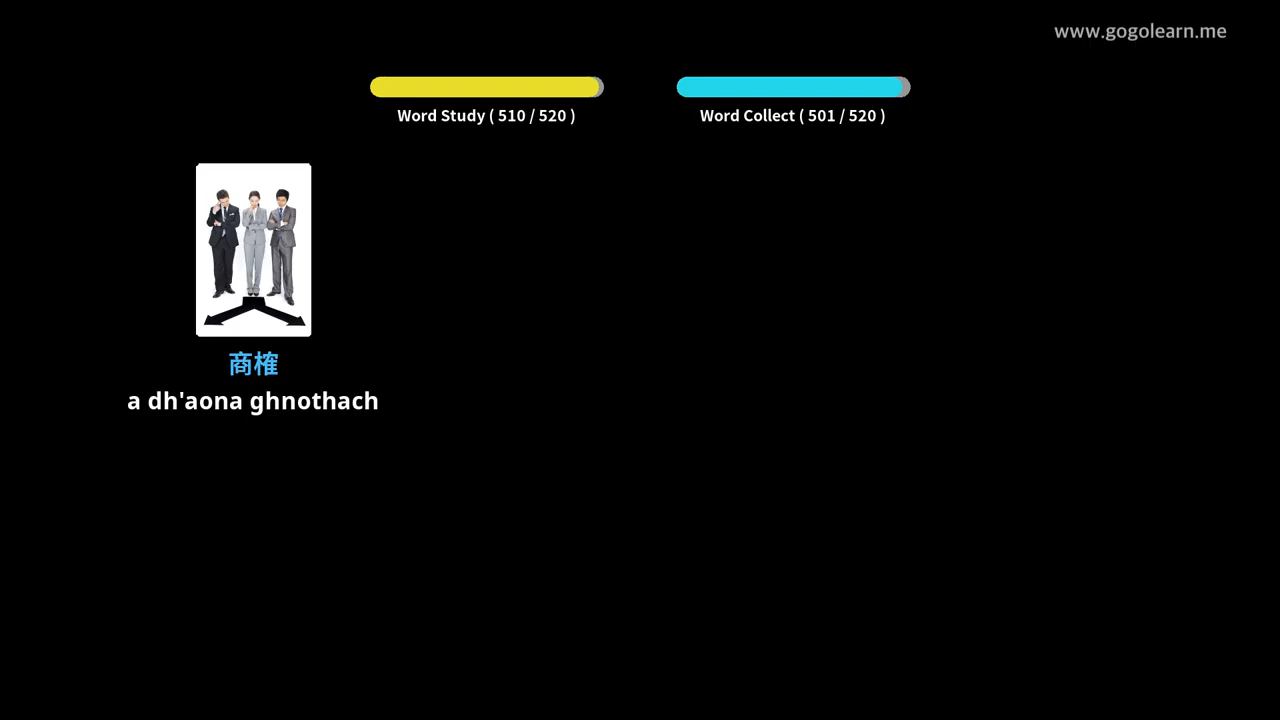 www.gogolearn.me
Word Study ( 510 / 520 )
Word Collect ( 501 / 520 )
商榷
a dh'aona ghnothach